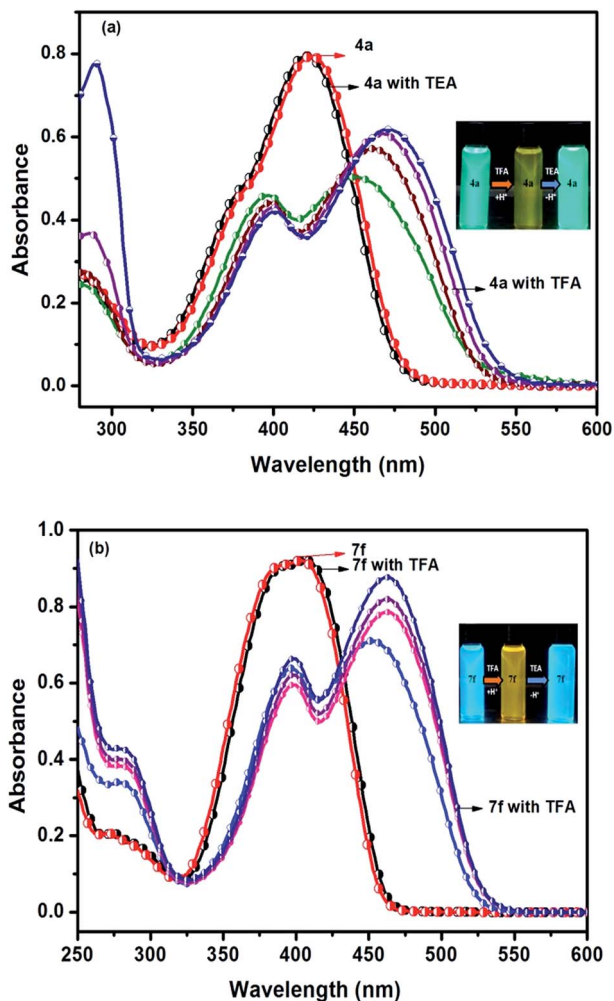 (a)
4a
4a with TEA
0.8
0.6
0.4
0.2
0.0
Absorbance
4a
TFA
+H⁺
4a
TEA
-H⁺
4a
4a with TFA
300
350
400
450
500
550
600
Wavelength (nm)
(b)
7f
7f with TFA
1.0
0.8
0.6
0.4
0.2
0.0
Absorbance
7f
TFA
+H⁺
7f
TEA
-H⁺
7f
7f with TFA
250
300
350
400
450
500
550
600
Wavelength (nm)